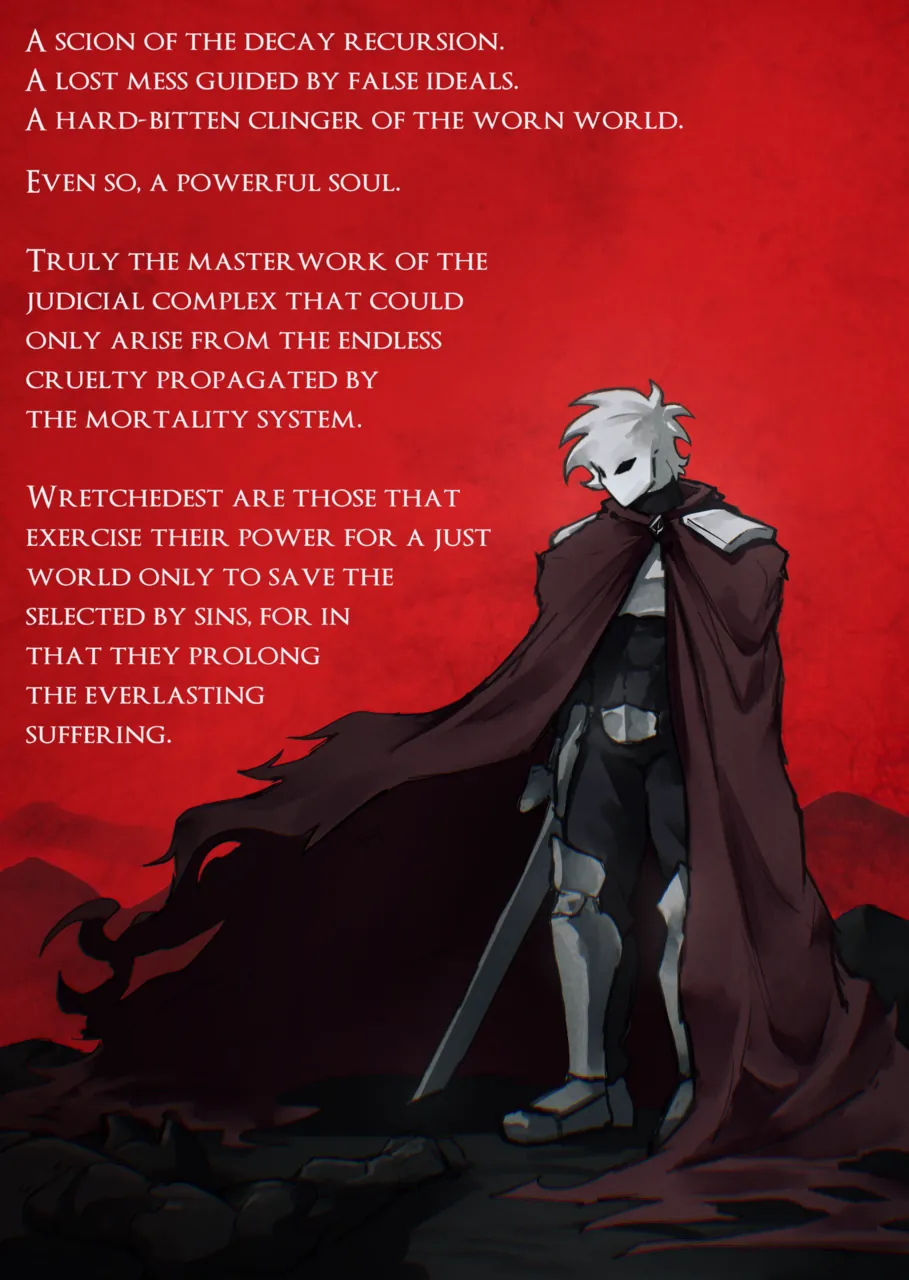 A SCION OF THE DECAY RECURSION.
A LOST MESS GUIDED BY FALSE IDEALS.
A HARD-BITTEN CLINGER OF THE WORN WORLD.
EVEN SO, A POWERFUL SOUL.
TRULY THE MASTERWORK OF THE
JUDICIAL COMPLEX THAT COULD
ONLY ARISE FROM THE ENDLESS
CRUELTY PROPAGATED BY
THE MORTALITY SYSTEM.
WRETCHEDEST ARE THOSE THAT
EXERCISE THEIR POWER FOR A JUST
WORLD ONLY TO SAVE THE
SELECTED BY SINS, FOR IN
THAT THEY PROLONG
THE EVERLASTING
SUFFERING.